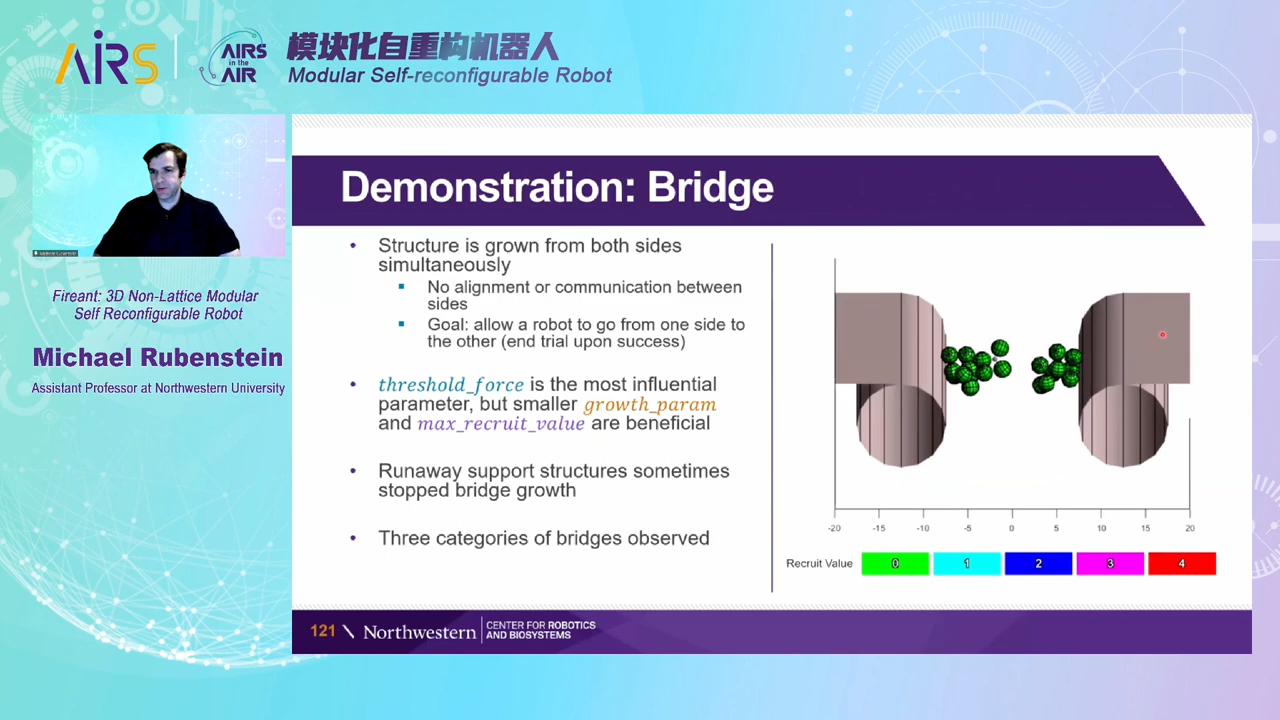 AIRS
AIRS
in the
AIR
模块化自重构机器人
Modular Self-reconfigurable Robot
Fireant: 3D Non-Lattice Modular
Self Reconfigurable Robot
Michael Rubenstein
Assistant Professor at Northwestern University
Demonstration: Bridge
• Structure is grown from both sides
simultaneously
▪ No alignment or communication between
sides
▪ Goal: allow a robot to go from one side to
the other (end trial upon success)
• threshold_force is the most influential
parameter, but smaller growth_param
and max_recruit_value are beneficial
• Runaway support structures sometimes
stopped bridge growth
• Three categories of bridges observed
-20 -15 -10 -5 0 5 10 15 20
Recruit Value 0 1 2 3 4
121 \ Northwestern | CENTER FOR ROBOTICS
AND BIOSYSTEMS